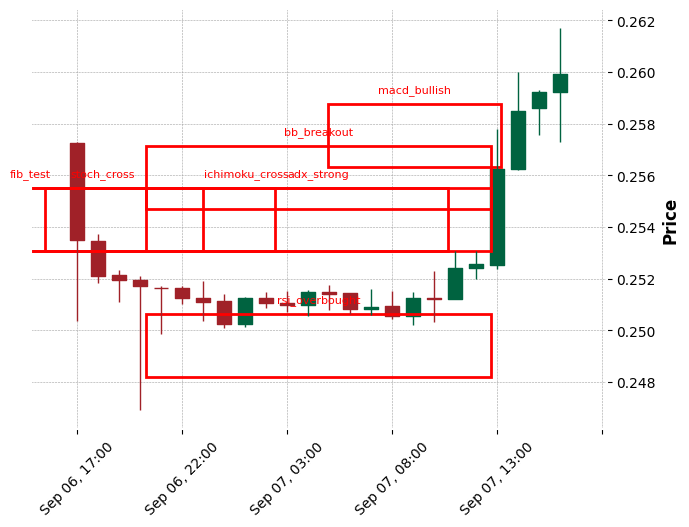 macd_bullish
bb_breakout
fib_test
ichimoku_cross
adx_strong
0.262
0.260
0.258
0.256
0.254
0.252
0.250
0.248
Price
Sep 06, 17:00
Sep 06, 22:00
Sep 07, 03:00
Sep 07, 08:00
Sep 07, 13:00